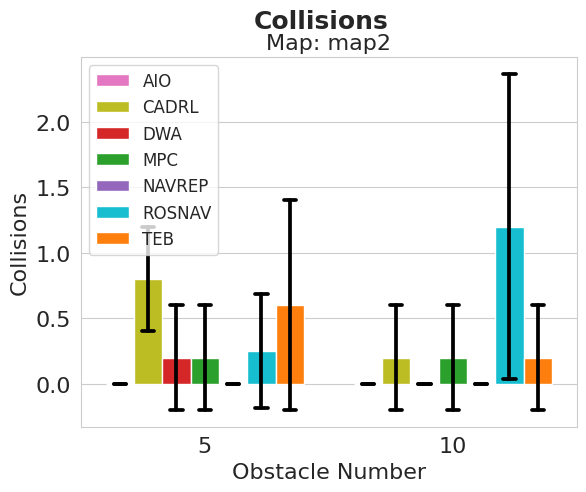 Collisions
Map: map2
AIO
CADRL
DWA
MPC
NAVREP
ROSNAV
TEB
Collisions
2.0
1.5
1.0
0.5
0.0
5
10
Obstacle Number